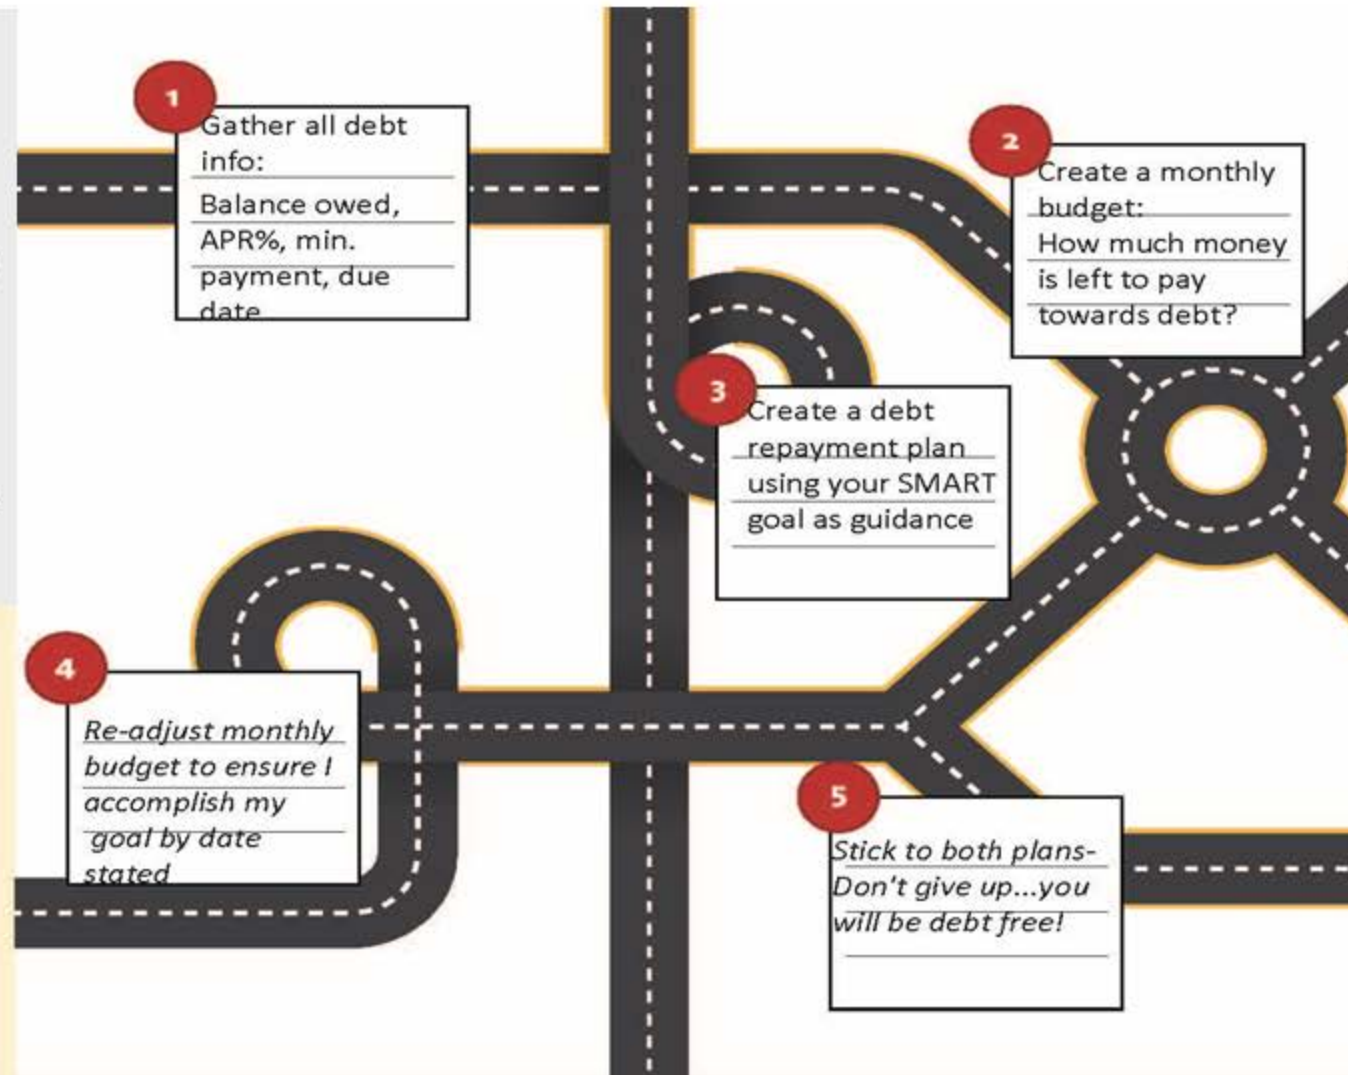 1
Gather all debt
info:
Balance owed,
APR%, min.
payment, due
date
2
Create a monthly
budget:
How much money
is left to pay
towards debt?
3
Create a debt
repayment plan
using your SMART
goal as guidance
4
Re-adjust monthly
budget to ensure I
accomplish my
goal by date
stated
5
Stick to both plans-
Don't give up...you
will be debt free!